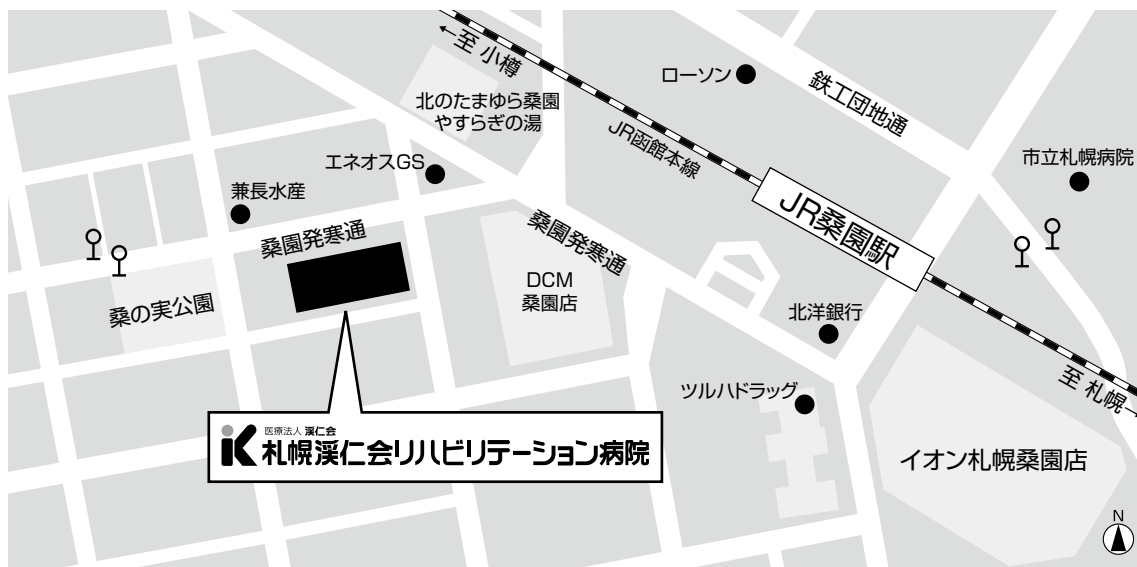 ←至 小樽
ローソン
鉄工団地通
北のたまゆら桑園
やすらぎの湯
JR函館本線
市立札幌病院
エネオスGS
兼長水産
桑園発寒通
桑園発寒通
JR桑園駅
DCM
桑園店
桑の実公園
北洋銀行
ツルハドラッグ
至 札幌→
医療法人 渓仁会
札幌渓仁会リハビリテーション病院
イオン札幌桑園店
N